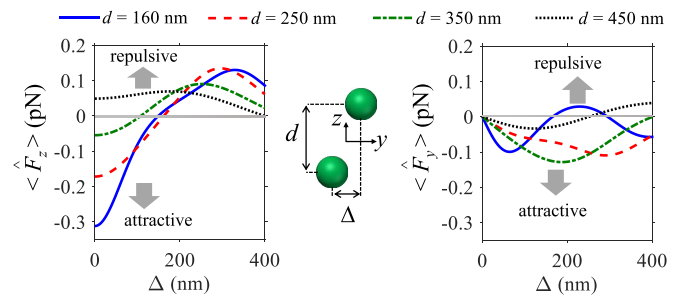 d = 160 nm d = 250 nm d = 350 nm d = 450 nm
0.2
0.1
0
-0.1
-0.2
-0.3
< F̂z > (pN)
repulsive
attractive
0 200 400
Δ (nm)
d
z
y
Δ
0.2
0.1
0
-0.1
-0.2
-0.3
< F̂y > (pN)
repulsive
attractive
0 200 400
Δ (nm)